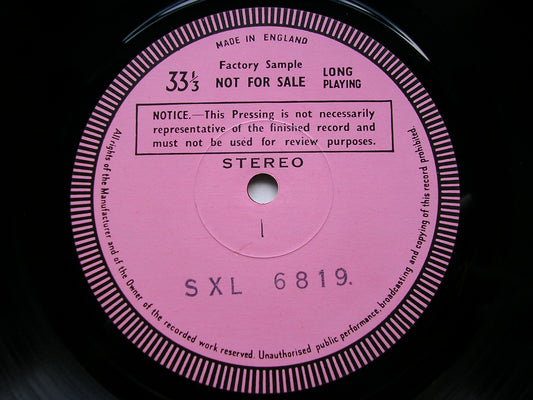 MADE IN ENGLAND
Factory Sample
33⅓ NOT FOR SALE LONG PLAYING
NOTICE.—This Pressing is not necessarily
representative of the finished record and
must not be used for review purposes.
STEREO
1
SXL 6819.
All rights of the Manufacturer and of the Owner of the recorded work reserved. Unauthorised public performance, broadcasting and copying of this record prohibited.